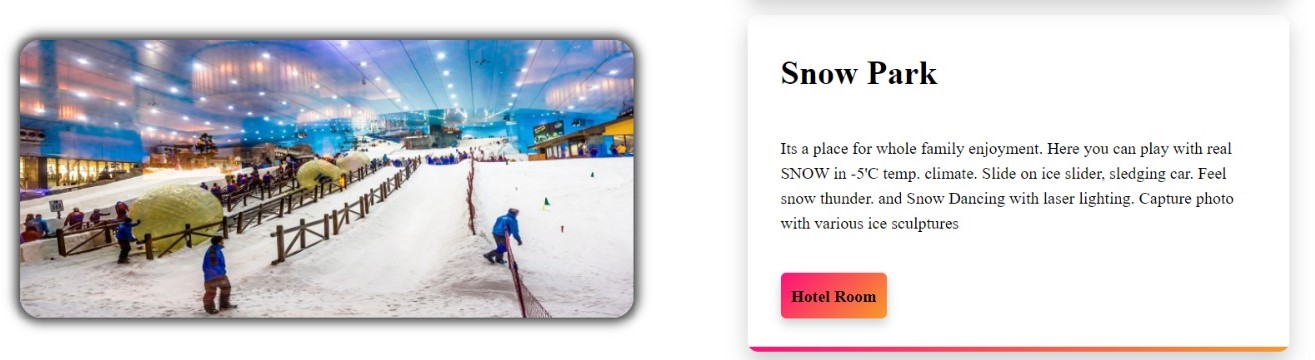 Snow Park
Its a place for whole family enjoyment. Here you can play with real
SNOW in -5'C temp. climate. Slide on ice slider, sledging car. Feel
snow thunder. and Snow Dancing with laser lighting. Capture photo
with various ice sculptures
Hotel Room